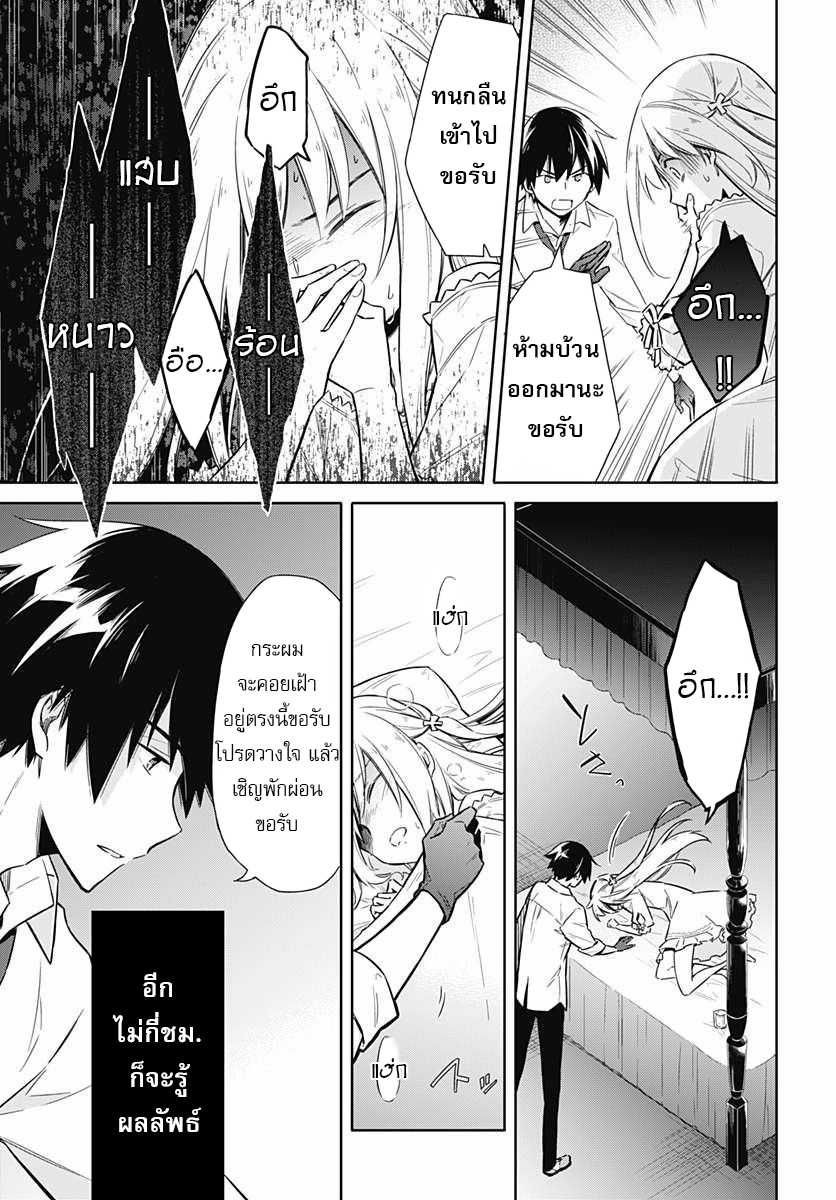 ทนกลืน
เข้าไป
ขอรับ
อึก...
!!
ห้ามบ้วน
ออกมานะ
ขอรับ
อึก
ร้อน
อือ...
แสบ
หนาว
อึก...!!
แฮ่ก
แฮ่ก
กระผม
จะคอยเฝ้า
อยู่ตรงนี้ขอรับ
โปรดวางใจ แล้ว
เชิญพักผ่อน
ขอรับ
อีก
ไม่กี่ชม.
ก็จะรู้
ผลลัพธ์